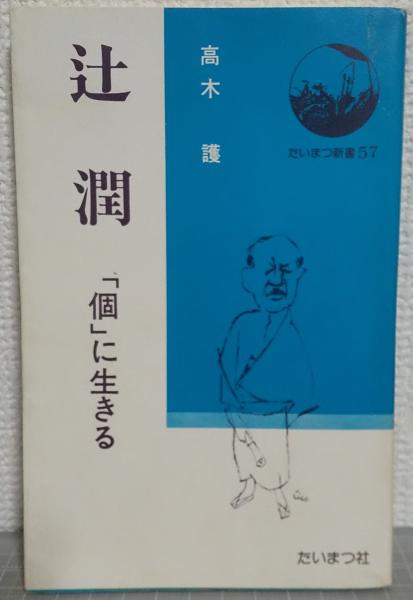 辻潤
「個」に生きる
高木 護
たいまつ新書57
たいまつ社